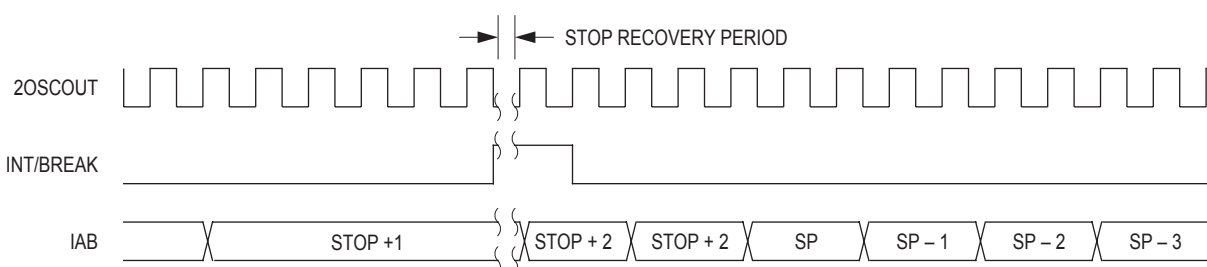 STOP RECOVERY PERIOD
2OSCOUT
INT/BREAK
IAB STOP +1 STOP + 2 STOP + 2 SP SP – 1 SP – 2 SP – 3